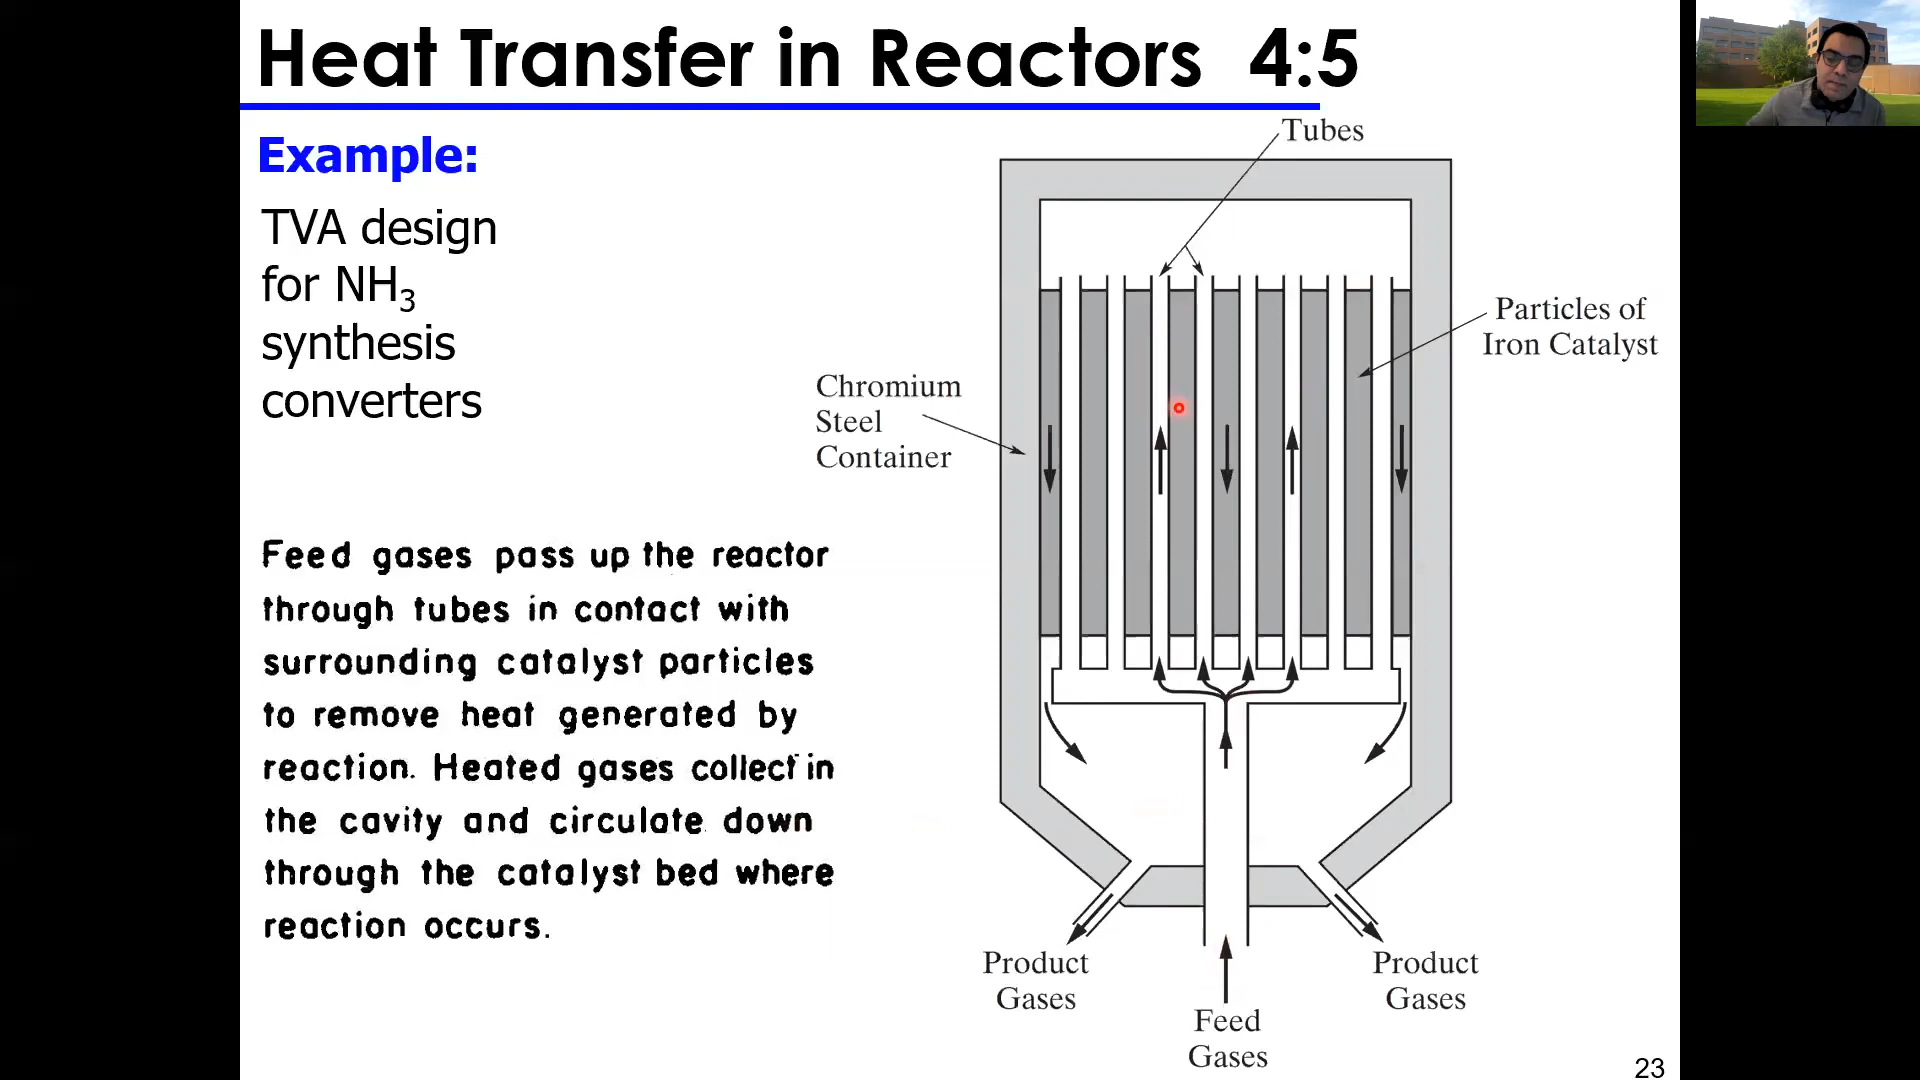 Heat Transfer in Reactors 4:5
Example:
TVA design
for NH₃
synthesis
converters
Feed gases pass up the reactor
through tubes in contact with
surrounding catalyst particles
to remove heat generated by
reaction. Heated gases collect in
the cavity and circulate down
through the catalyst bed where
reaction occurs.
Tubes
Particles of
Iron Catalyst
Chromium
Steel
Container
Product
Gases
Product
Gases
Feed
Gases
23